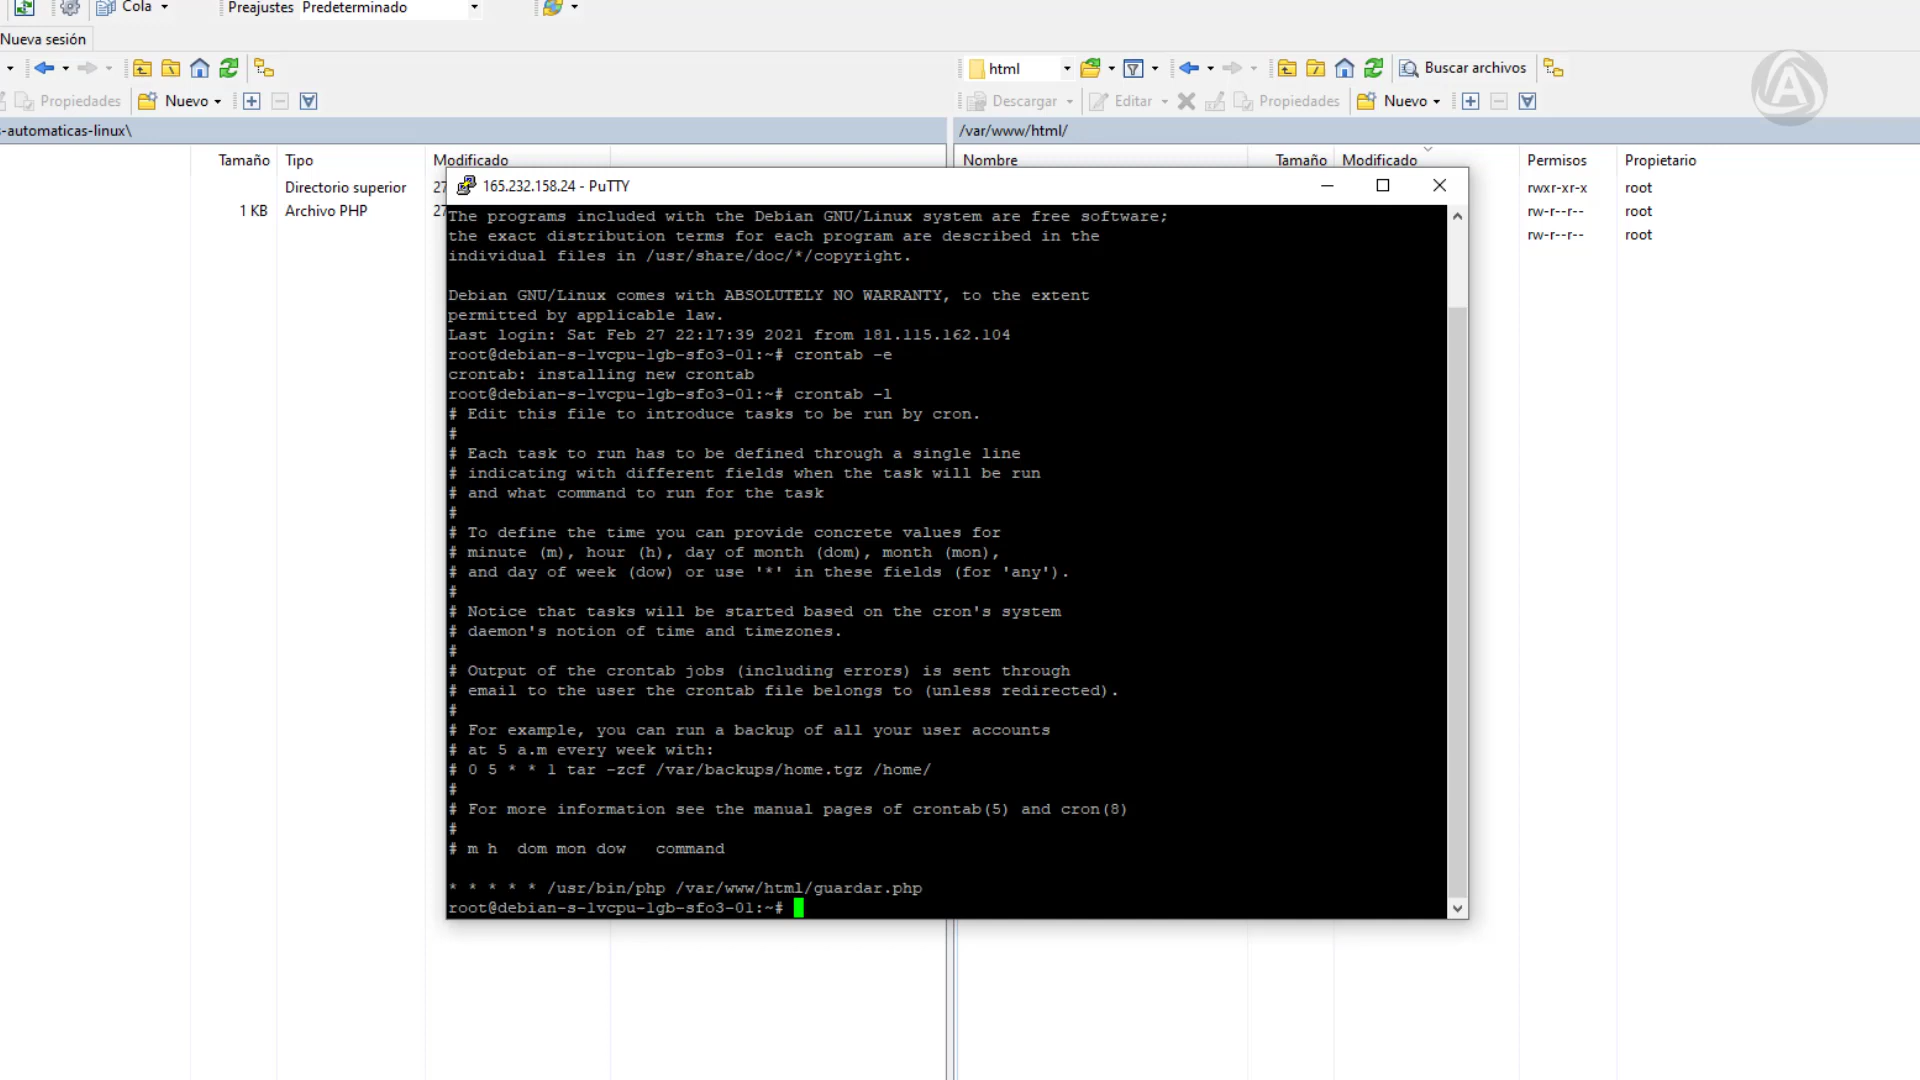 Cola
Preajustes Predeterminado
Nueva sesión
html
Buscar archivos
Propiedades
Nuevo
Descargar
Editar
Propiedades
Nuevo
-automaticas-linux\
/var/www/html/
Tamaño Tipo Modificado
Nombre Tamaño Modificado Permisos Propietario
Directorio superior 27
rwxr-xr-x root
1 KB Archivo PHP 27
rw-r--r-- root
rw-r--r-- root
165.232.158.24 - PuTTY
The programs included with the Debian GNU/Linux system are free software;
the exact distribution terms for each program are described in the
individual files in /usr/share/doc/*/copyright.
Debian GNU/Linux comes with ABSOLUTELY NO WARRANTY, to the extent
permitted by applicable law.
Last login: Sat Feb 27 22:17:39 2021 from 181.115.162.104
root@debian-s-1vcpu-1gb-sfo3-01:~# crontab -e
crontab: installing new crontab
root@debian-s-1vcpu-1gb-sfo3-01:~# crontab -l
# Edit this file to introduce tasks to be run by cron.
#
# Each task to run has to be defined through a single line
# indicating with different fields when the task will be run
# and what command to run for the task
#
# To define the time you can provide concrete values for
# minute (m), hour (h), day of month (dom), month (mon),
# and day of week (dow) or use '*' in these fields (for 'any').
#
# Notice that tasks will be started based on the cron's system
# daemon's notion of time and timezones.
#
# Output of the crontab jobs (including errors) is sent through
# email to the user the crontab file belongs to (unless redirected).
#
# For example, you can run a backup of all your user accounts
# at 5 a.m every week with:
# 0 5 * * 1 tar -zcf /var/backups/home.tgz /home/
#
# For more information see the manual pages of crontab(5) and cron(8)
#
# m h  dom mon dow   command
* * * * * /usr/bin/php /var/www/html/guardar.php
root@debian-s-1vcpu-1gb-sfo3-01:~#